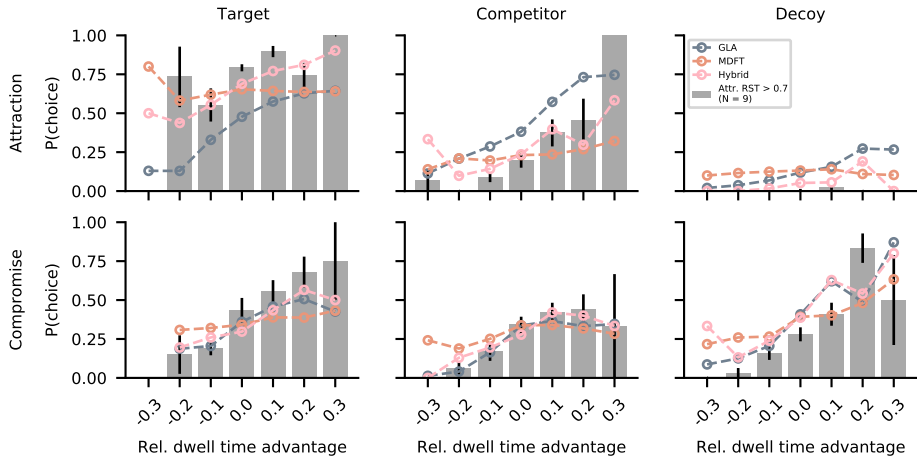 Target
Competitor
Decoy
Attraction
P(choice)
1.00
0.75
0.50
0.25
0.00
GLA
MDFT
Hybrid
Attr. RST > 0.7
(N = 9)
Compromise
P(choice)
1.00
0.75
0.50
0.25
0.00
-0.3 -0.2 -0.1 0.0 0.1 0.2 0.3
-0.3 -0.2 -0.1 0.0 0.1 0.2 0.3
-0.3 -0.2 -0.1 0.0 0.1 0.2 0.3
Rel. dwell time advantage
Rel. dwell time advantage
Rel. dwell time advantage